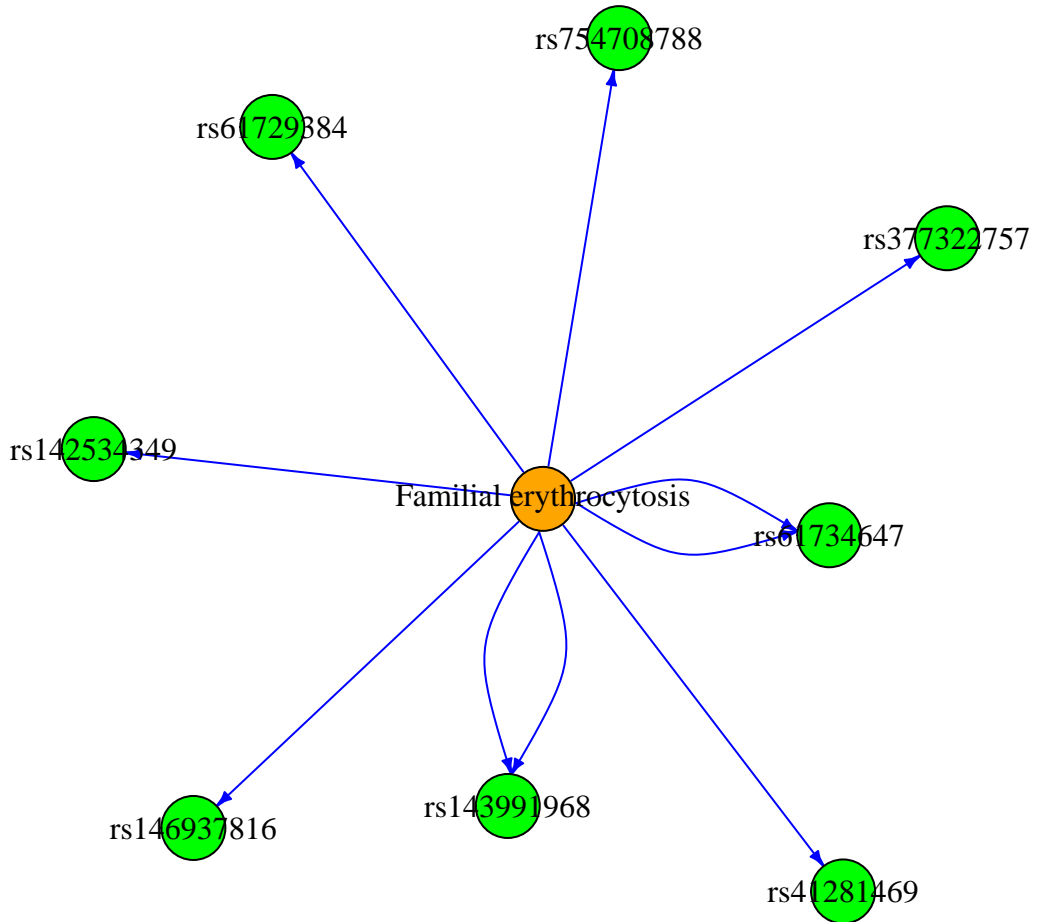 rs754708788
rs61729384
rs377322757
rs142534349
Familial erythrocytosis
rs61734647
rs143991968
rs146937816
rs41281469